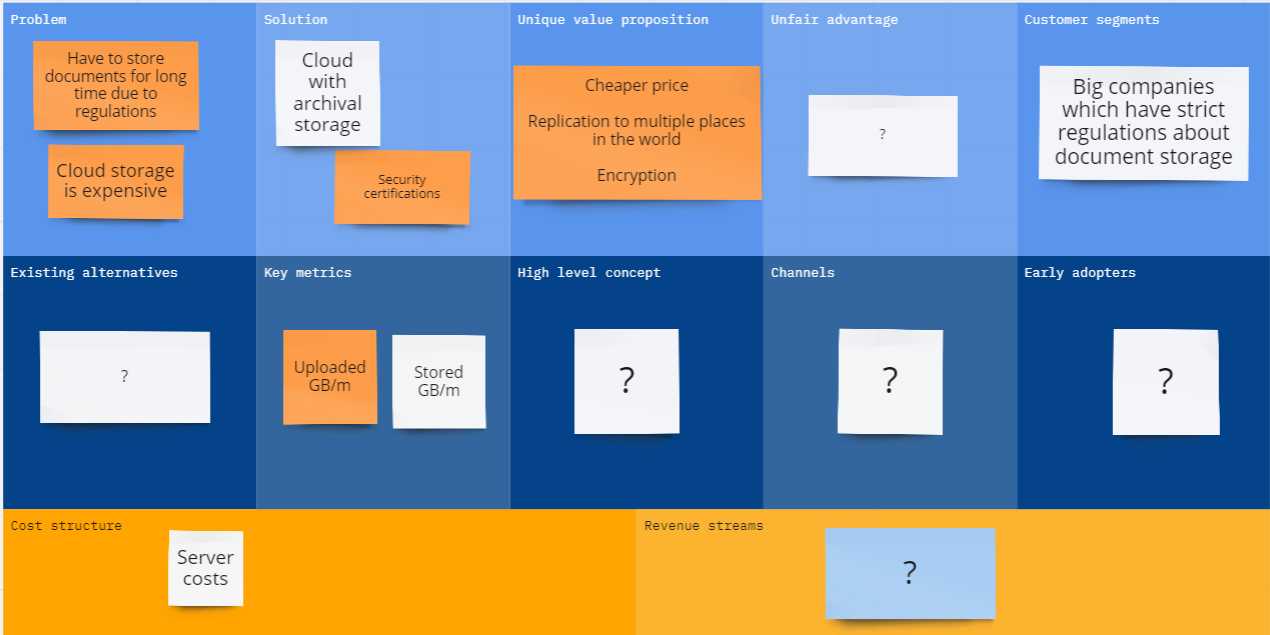 Problem
Have to store
documents for long
time due to
regulations
Cloud storage
is expensive
Solution
Cloud
with
archival
storage
Security
certifications
Unique value proposition
Cheaper price
Replication to multiple places
in the world
Encryption
Unfair advantage
?
Customer segments
Big companies
which have strict
regulations about
document storage
Existing alternatives
?
Key metrics
Uploaded
GB/m
Stored
GB/m
High level concept
?
Channels
?
Early adopters
?
Cost structure
Server
costs
Revenue streams
?